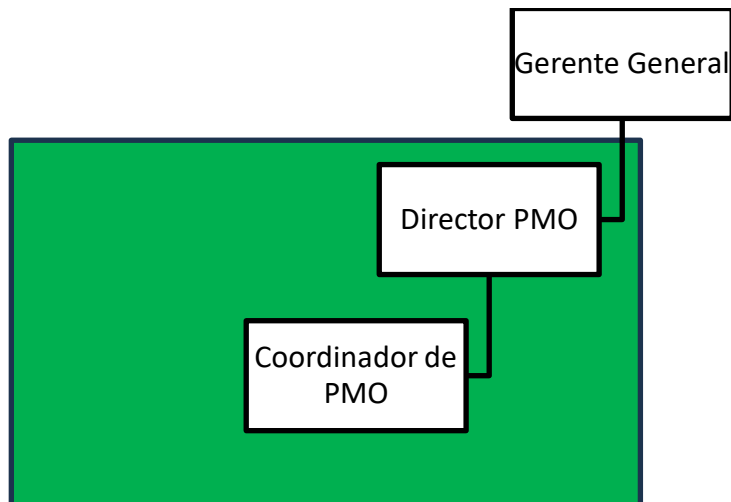 Gerente General
Director PMO
Coordinador de
PMO